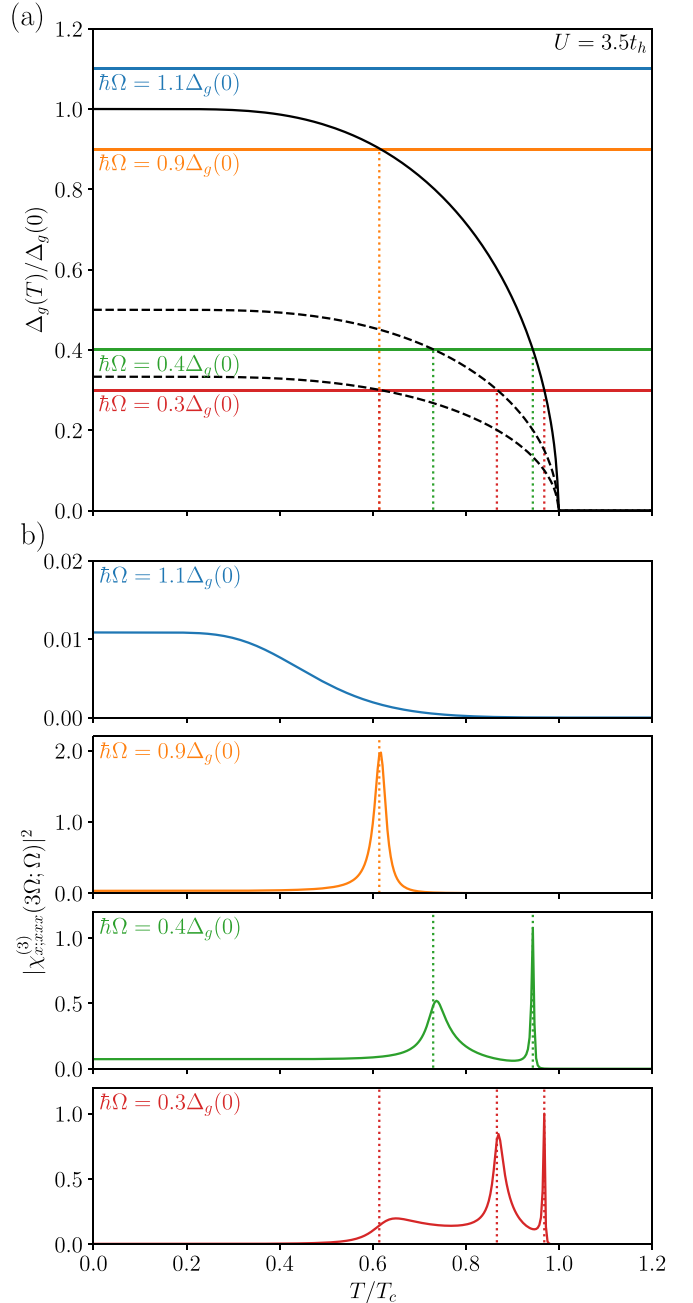 (a)
U = 3.5t_h
1.2
1.0
0.8
0.6
0.4
0.2
0.0
Δ_g(T)/Δ_g(0)
ℏΩ = 1.1Δ_g(0)
ℏΩ = 0.9Δ_g(0)
ℏΩ = 0.4Δ_g(0)
ℏΩ = 0.3Δ_g(0)
b)
0.02
0.01
0.00
ℏΩ = 1.1Δ_g(0)
2.0
1.0
0.0
ℏΩ = 0.9Δ_g(0)
|χ^{(3)}_{x;xxx}(3Ω; Ω)|^2
1.0
0.5
0.0
ℏΩ = 0.4Δ_g(0)
1.0
0.5
0.0
ℏΩ = 0.3Δ_g(0)
0.0 0.2 0.4 0.6 0.8 1.0 1.2
T/T_c